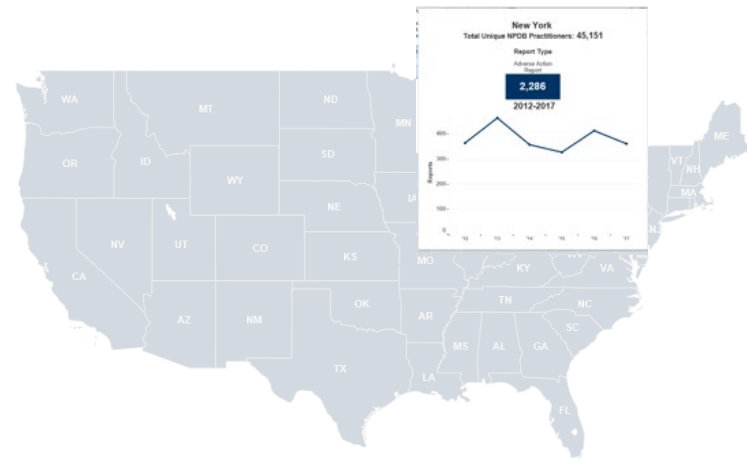 New York
Total Unique NPDB Practitioners: 45,151
Report Type
Adverse Action
Report
2,286
2012-2017
400
300
200
100
0
Reports
'12 '13 '14 '15 '16 '17
WA
MT
ND
MN
ME
OR
ID
SD
WY
VT
NH
MA
NE
IA
NV
UT
CO
KS
MO
KY
VA
CA
AZ
NM
OK
AR
TN
NC
SC
TX
LA
MS
AL
GA
FL